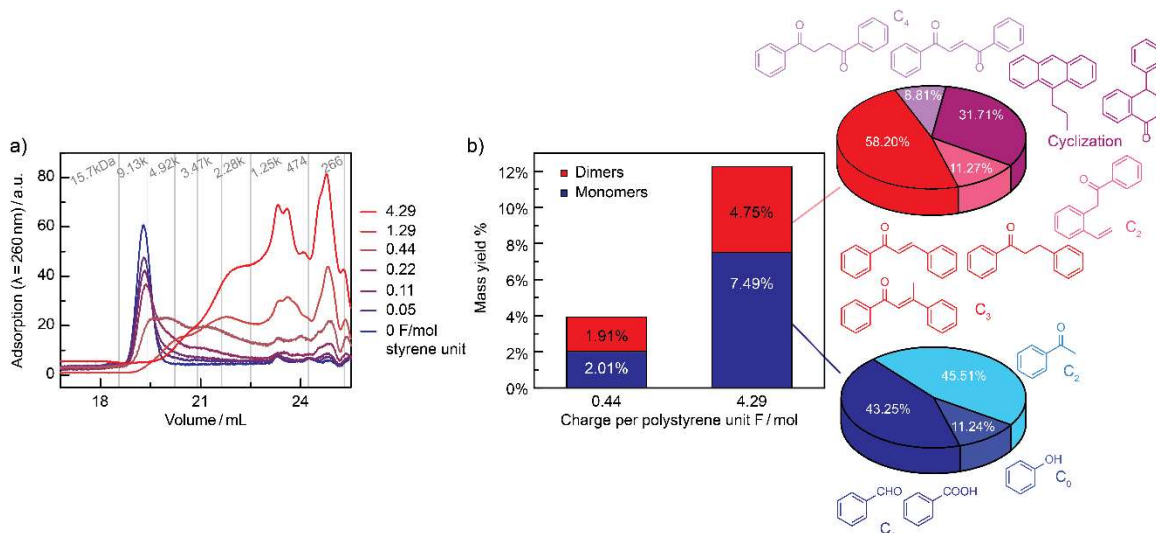 a)
Adsorption (λ = 260 nm) / a.u.
80
60
40
20
0
15.7kDa
9.13k
4.92k
3.47k
2.28k
1.25k
474
266
18
21
24
Volume / mL
4.29
1.29
0.44
0.22
0.11
0.05
0 F/mol
styrene unit
b)
Mass yield %
12%
10%
8%
6%
4%
2%
0%
Dimers
Monomers
1.91%
2.01%
4.75%
7.49%
0.44
4.29
Charge per polystyrene unit F / mol
O
O
C4
O
O
8.81%
31.71%
58.20%
11.27%
Cyclization
O
O
C2
O
O
O
C3
45.51%
43.25%
11.24%
O
C2
OH
C0
CHO
COOH
C